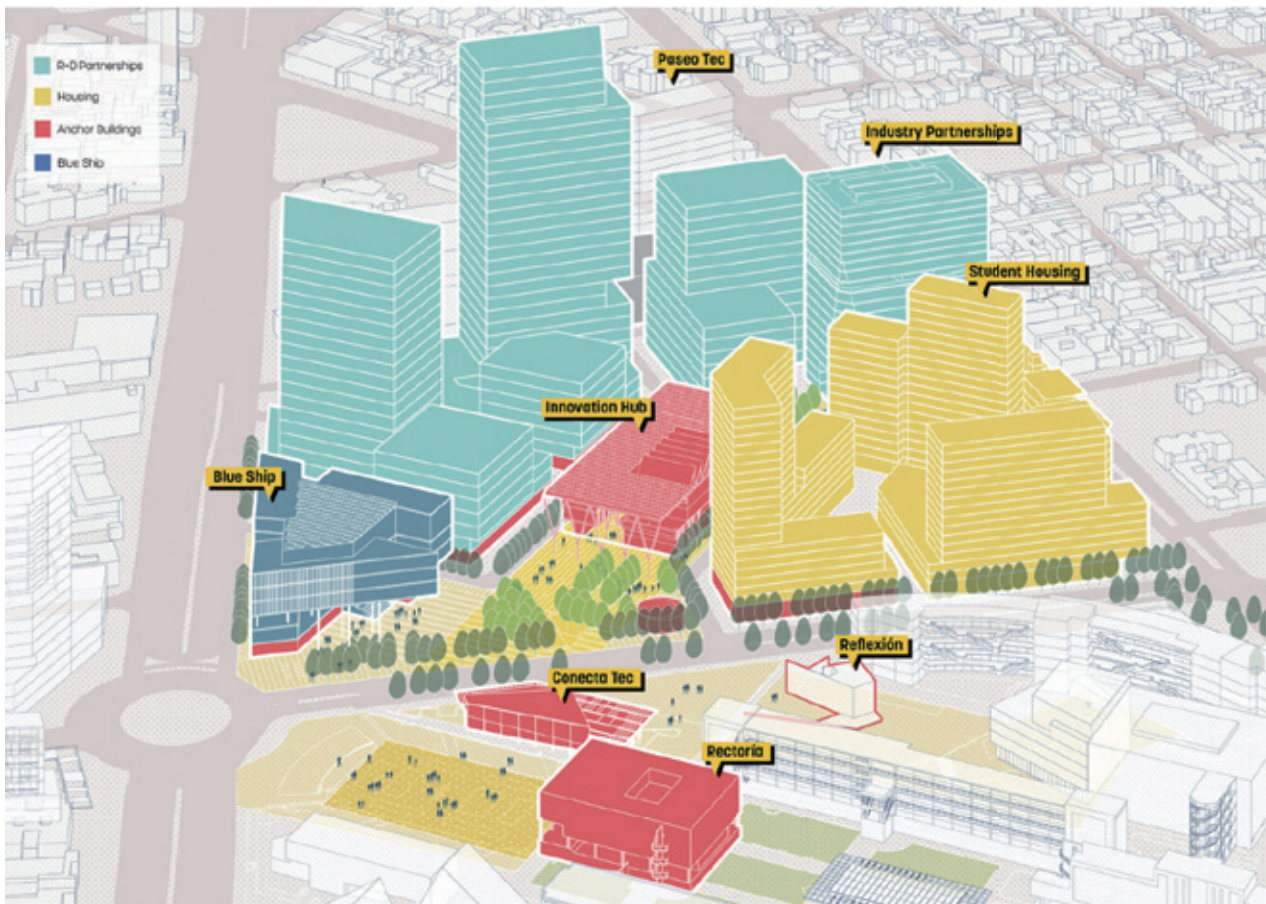 R+D Partnerships
Housing
Anchor Buildings
Blue Ship
Paseo Tec
Industry Partnerships
Student Housing
Innovation Hub
Blue Ship
Reflexión
Conecta Tec
Rectoría